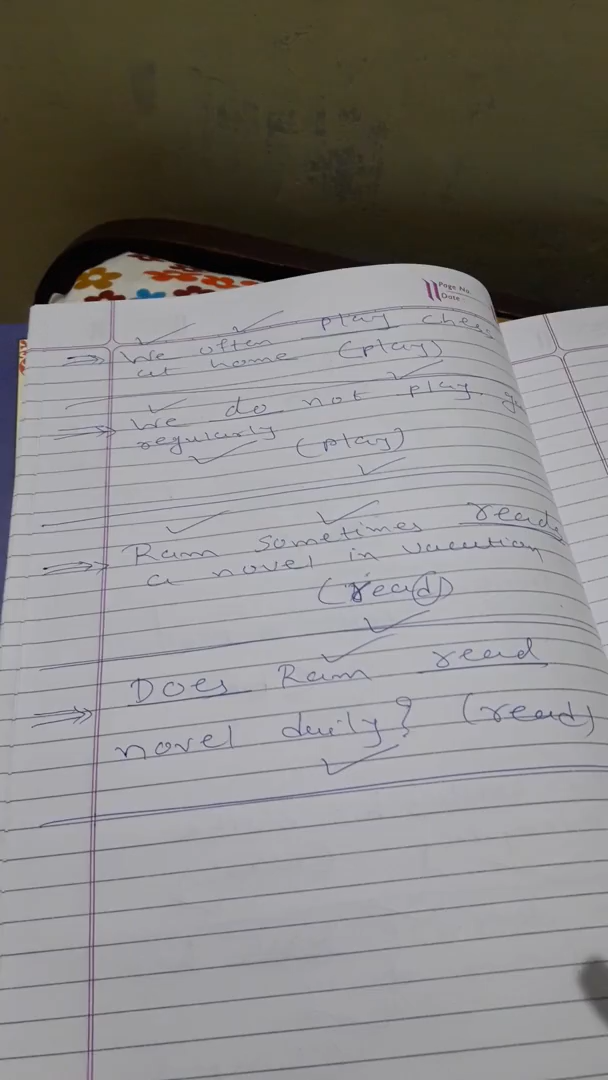 Page No.
Date
We often play chess
at home (play)
We do not play
regularly
(play)
Ram sometimes reads
a novel in vacation
(read)
Does Ram read
novel daily? (read)